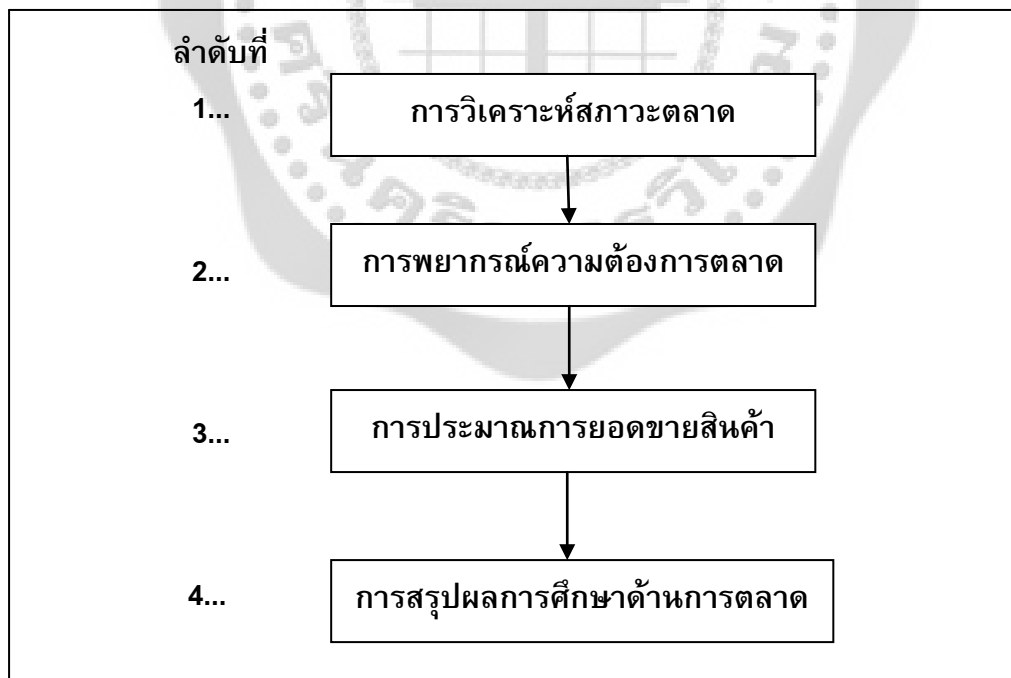 ลำดับที่
1... การวิเคราะห์สภาวะตลาด
2... การพยากรณ์ความต้องการตลาด
3... การประมาณการยอดขายสินค้า
4... การสรุปผลการศึกษาด้านการตลาด